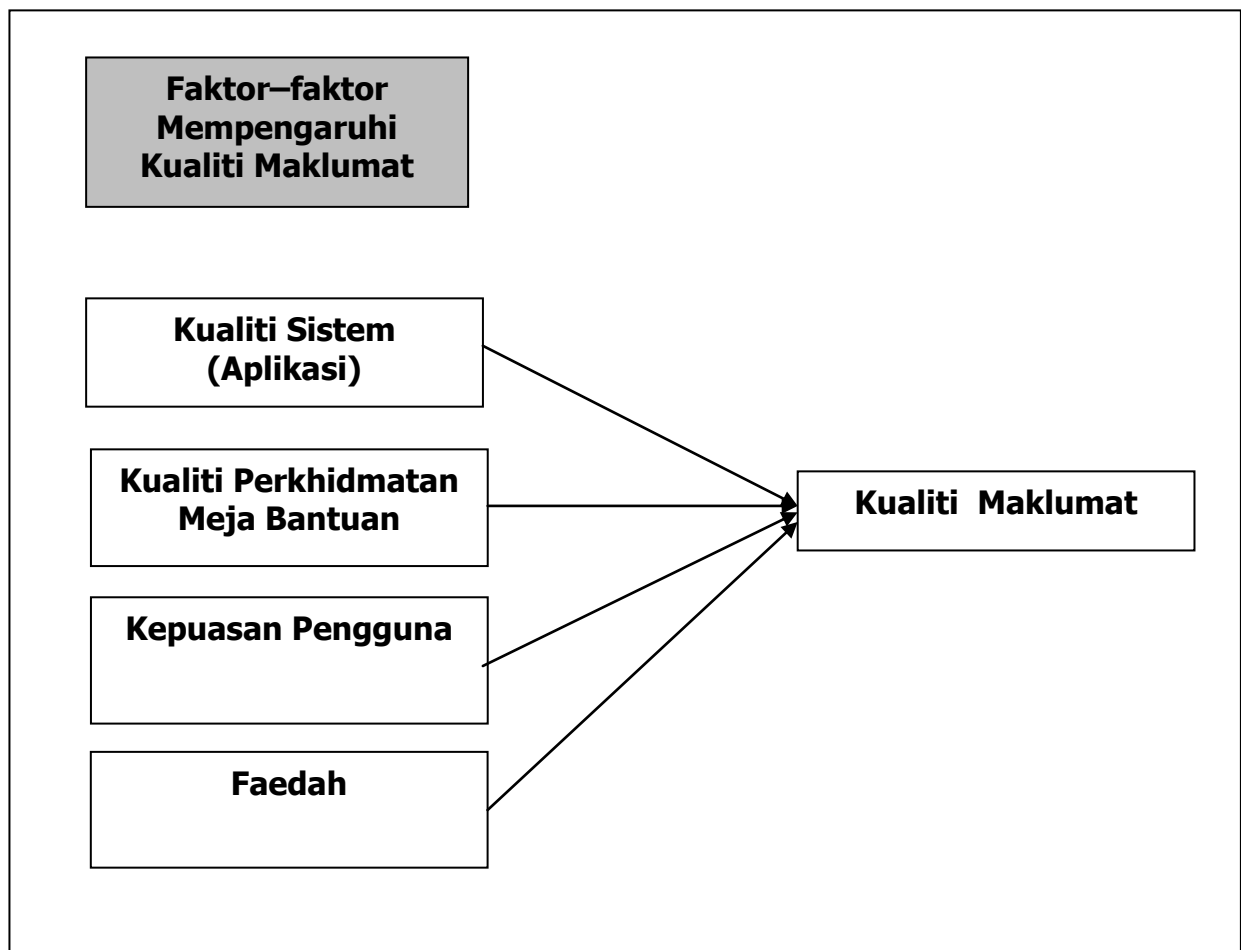 Faktor–faktor
Mempengaruhi
Kualiti Maklumat
Kualiti Sistem
(Aplikasi)
Kualiti Perkhidmatan
Meja Bantuan
Kualiti  Maklumat
Kepuasan Pengguna
Faedah